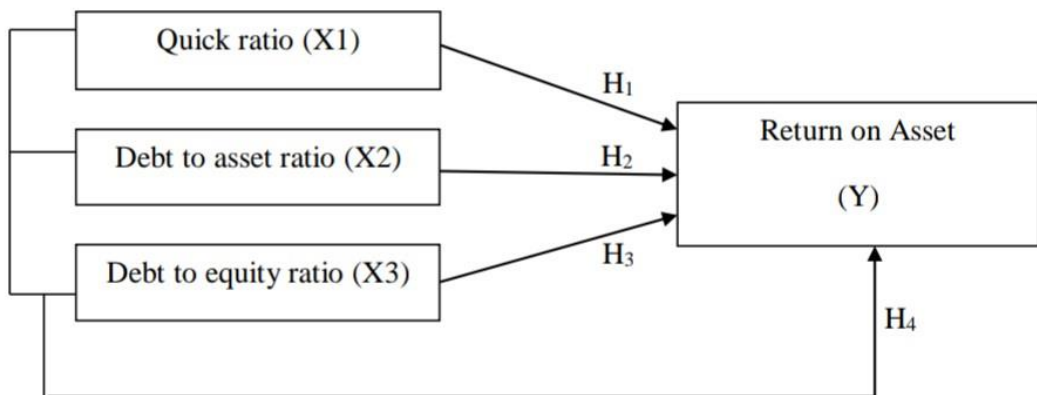 Quick ratio (X1)
H₁
Return on Asset
(Y)
Debt to asset ratio (X2)
H₂
Debt to equity ratio (X3)
H₃
H₄